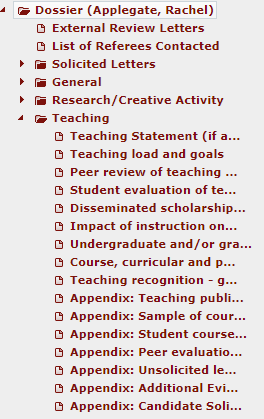 Dossier (Applegate, Rachel)
External Review Letters
List of Referees Contacted
Solicited Letters
General
Research/Creative Activity
Teaching
Teaching Statement (if a...
Teaching load and goals
Peer review of teaching ...
Student evaluation of te...
Disseminated scholarship...
Impact of instruction on...
Undergraduate and/or gra...
Course, curricular and p...
Teaching recognition - g...
Appendix: Teaching publi...
Appendix: Sample of cour...
Appendix: Student course...
Appendix: Peer evaluatio...
Appendix: Unsolicited le...
Appendix: Additional Evi...
Appendix: Candidate Soli...